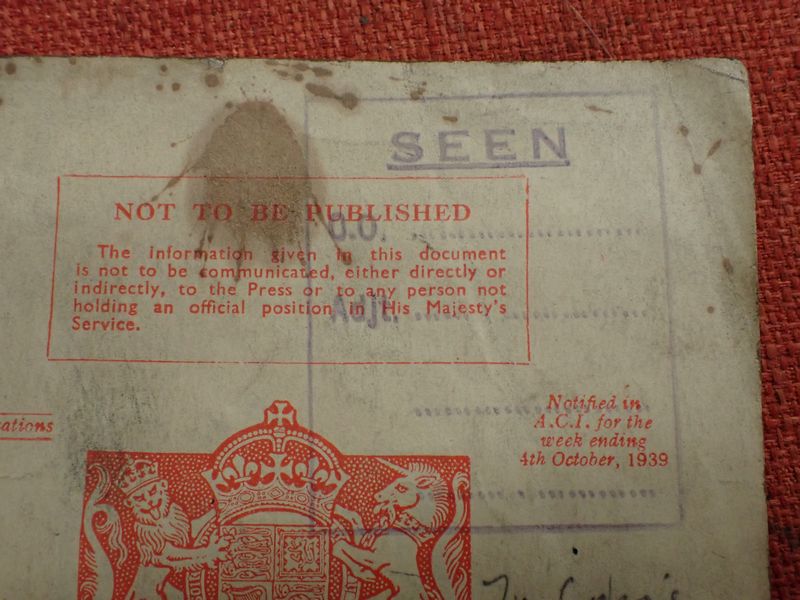 SEEN
NOT TO BE PUBLISHED
The information given in this document
is not to be communicated, either directly or
indirectly, to the Press or to any person not
holding an official position in His Majesty's
Service.
O.O.
Adjt.
ations
Notified in
A.C.I. for the
week ending
4th October, 1939